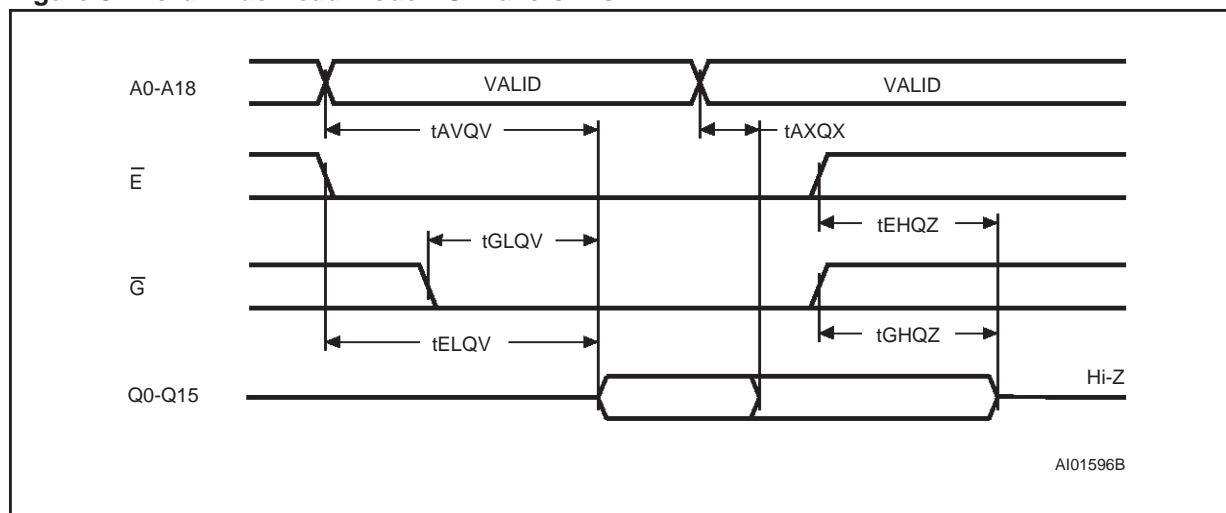 A0-A18 VALID VALID
tAVQV tAXQX
E̅
tEHQZ
tGLQV
G̅
tELQV tGHQZ
Hi-Z
Q0-Q15
AI01596B